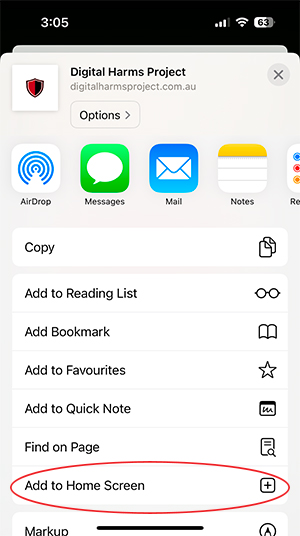 3:05
63
Digital Harms Project
digitalharmsproject.com.au
Options
AirDrop
Messages
Mail
Notes
Re
Copy
Add to Reading List
Add Bookmark
Add to Favourites
Add to Quick Note
Find on Page
Add to Home Screen
Markup